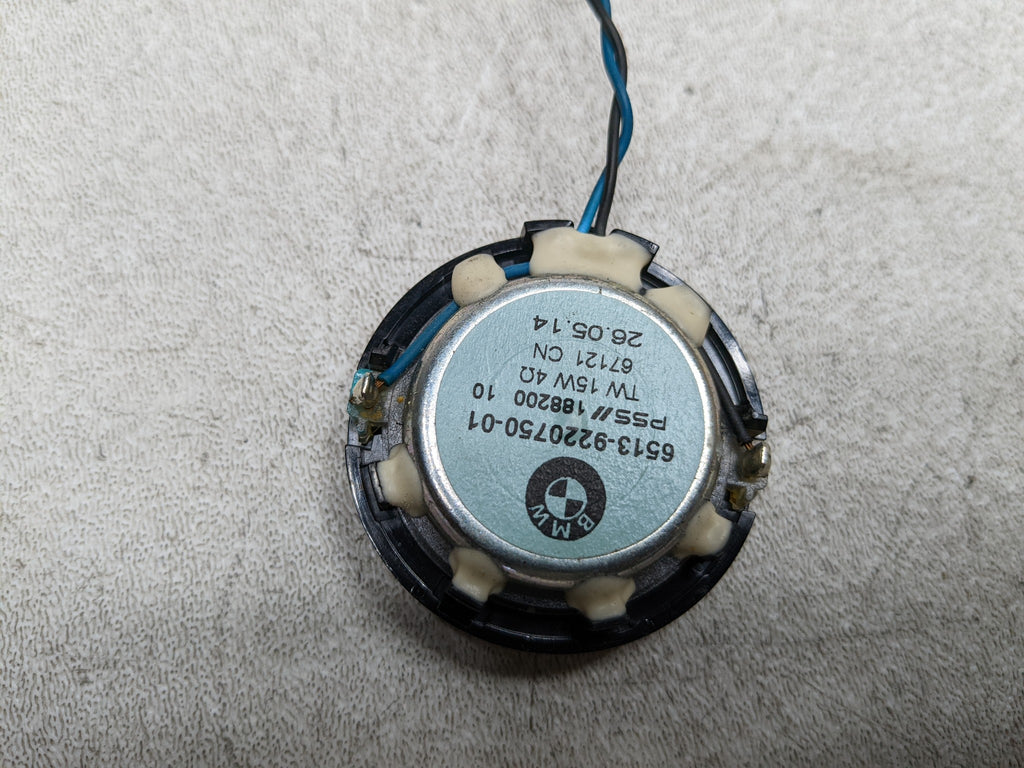 BMW
6513-9220750-01
PSS// 188200 10
TW 15W 4Ω
67121 CN
26.05.14